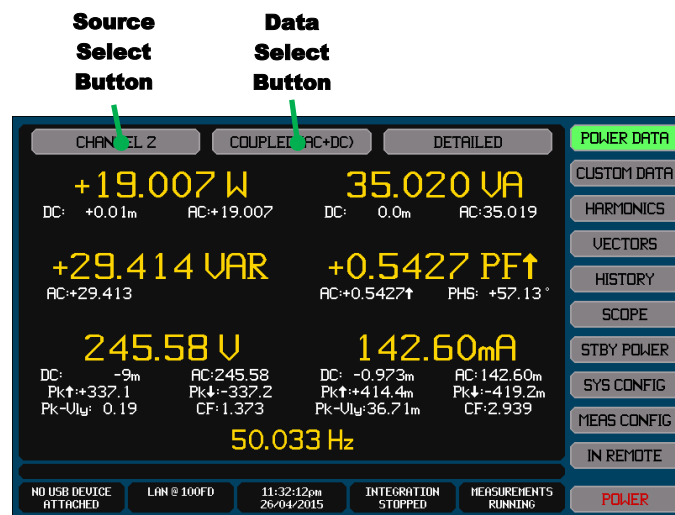 Source
Select
Button
Data
Select
Button
CHANNEL 2
COUPLED(AC+DC)
DETAILED
+19.007 W
DC: +0.01m AC:+19.007
35.020 VA
DC: 0.0m AC:35.019
+29.414 VAR
AC:+29.413
+0.5427 PF↑
AC:+0.5427↑ PHS: +57.13°
245.58 V
DC: -9m AC:245.58
Pk↑:+337.1 Pk↓:-337.2
Pk-Vly: 0.19 CF:1.373
142.60mA
DC: -0.973m AC:142.60m
Pk↑:+414.4m Pk↓:-419.2m
Pk-Vly:36.71m CF:2.939
50.033 Hz
NO USB DEVICE
ATTACHED
LAN @ 100FD
11:32:12pm
26/04/2015
INTEGRATION
STOPPED
MEASUREMENTS
RUNNING
POWER DATA
CUSTOM DATA
HARMONICS
VECTORS
HISTORY
SCOPE
STBY POWER
SYS CONFIG
MEAS CONFIG
IN REMOTE
POWER